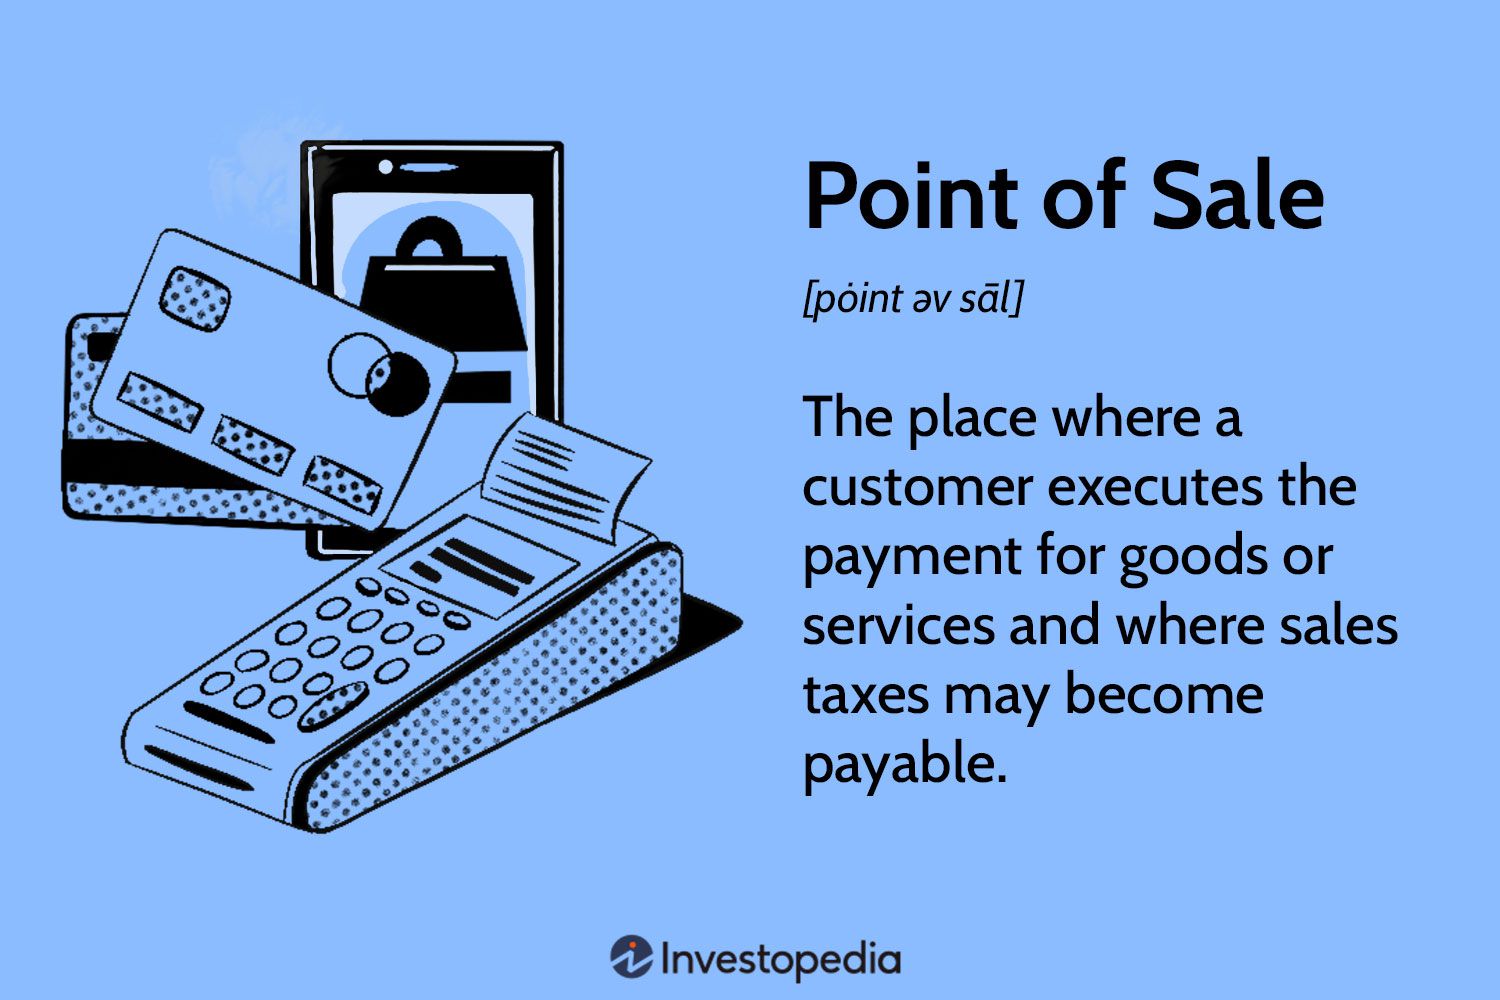 Point of Sale
[pȯint əv sāl]
The place where a
customer executes the
payment for goods or
services and where sales
taxes may become
payable.
Investopedia